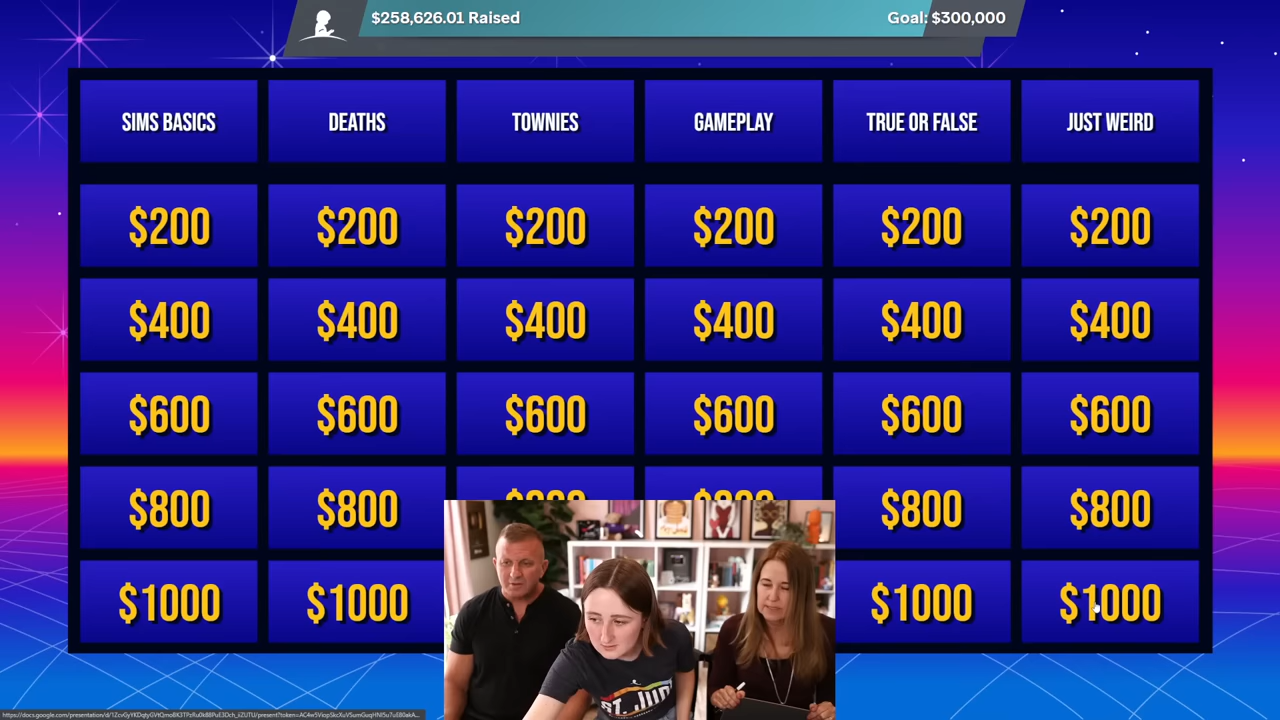 $258,626.01 Raised
Goal: $300,000
SIMS BASICS
DEATHS
TOWNIES
GAMEPLAY
TRUE OR FALSE
JUST WEIRD
$200
$200
$200
$200
$200
$200
$400
$400
$400
$400
$400
$400
$600
$600
$600
$600
$600
$600
$800
$800
$800
$800
$1000
$1000
$1000
$1000
ST. JUD